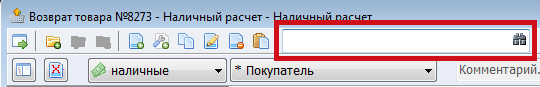 Возврат товара №8273 - Наличный расчет - Наличный расчет
наличные * Покупатель Комментарий.